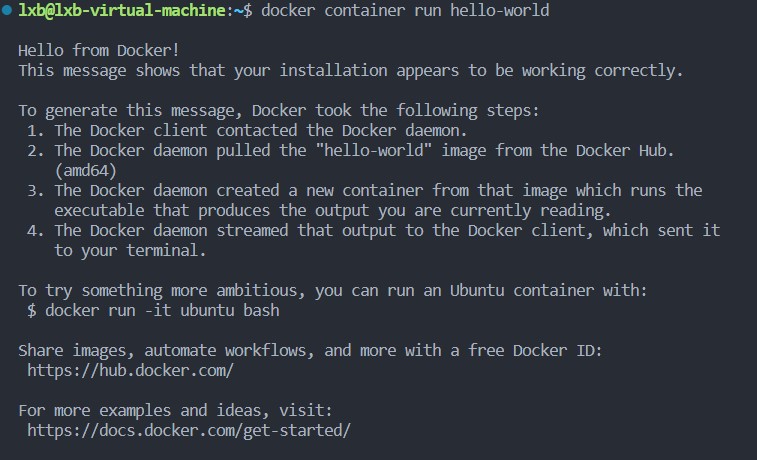 lxb@lxb-virtual-machine:~$ docker container run hello-world
Hello from Docker!
This message shows that your installation appears to be working correctly.
To generate this message, Docker took the following steps:
1. The Docker client contacted the Docker daemon.
2. The Docker daemon pulled the "hello-world" image from the Docker Hub.
(amd64)
3. The Docker daemon created a new container from that image which runs the
executable that produces the output you are currently reading.
4. The Docker daemon streamed that output to the Docker client, which sent it
to your terminal.
To try something more ambitious, you can run an Ubuntu container with:
$ docker run -it ubuntu bash
Share images, automate workflows, and more with a free Docker ID:
https://hub.docker.com/
For more examples and ideas, visit:
https://docs.docker.com/get-started/